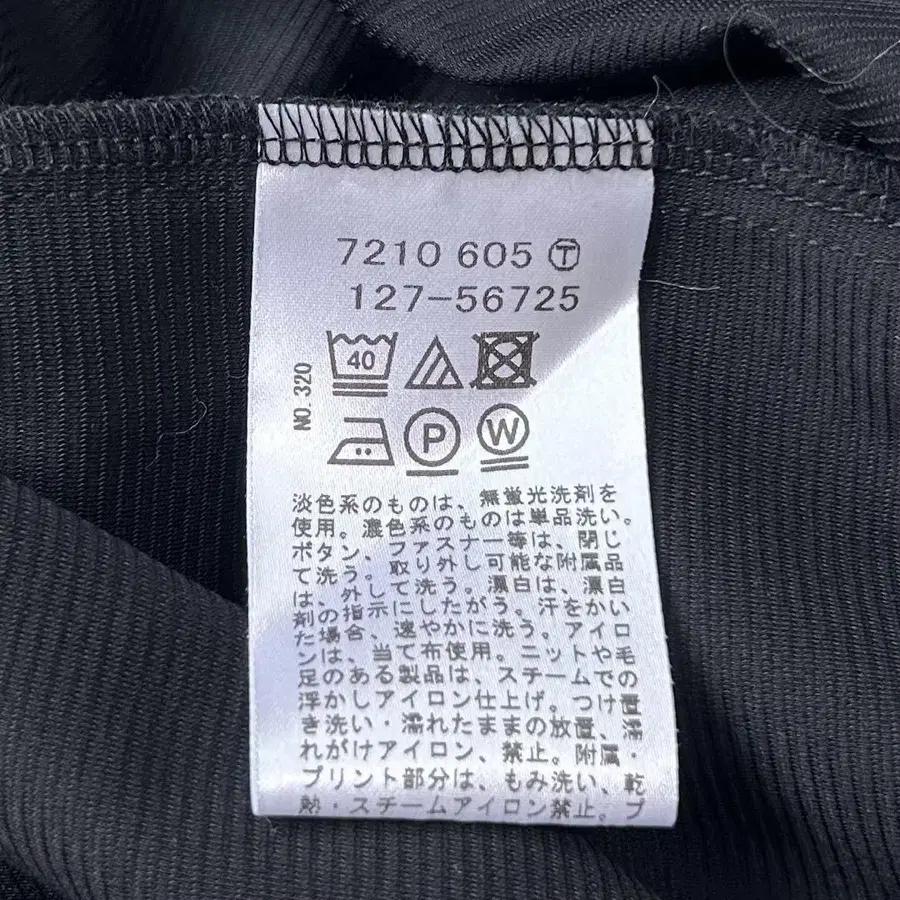 7210 605 Ⓣ
127-56725
NO. 320
40
P
W
淡色系のものは、無蛍光洗剤を
使用。濃色系のものは単品洗い。
ボタン、ファスナー等は、閉じ
て洗う。取り外し可能な附属品
は、外して洗う。漂白は、漂白
剤の指示にしたがう。汗をかい
た場合、速やかに洗う。アイロ
ンは、当て布使用。ニットや毛
足のある製品は、スチームでの
浮かしアイロン仕上げ。つけ置
き洗い・濡れたままの放置、濡
れがけアイロン、禁止。附属・
プリント部分は、もみ洗い、乾
熱・スチームアイロン禁止。プ